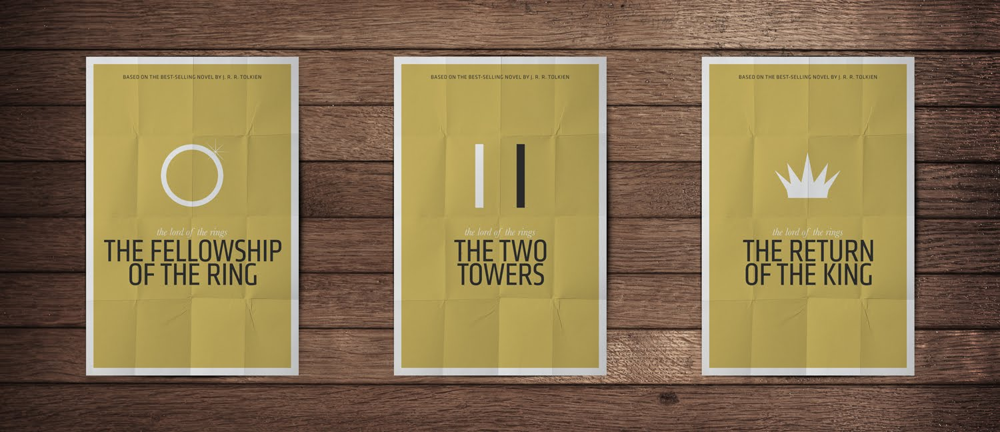 BASED ON THE BEST-SELLING NOVEL BY J. R. R. TOLKIEN
the lord of the rings
THE FELLOWSHIP
OF THE RING
BASED ON THE BEST-SELLING NOVEL BY J. R. R. TOLKIEN
the lord of the rings
THE TWO
TOWERS
BASED ON THE BEST-SELLING NOVEL BY J. R. R. TOLKIEN
the lord of the rings
THE RETURN
OF THE KING